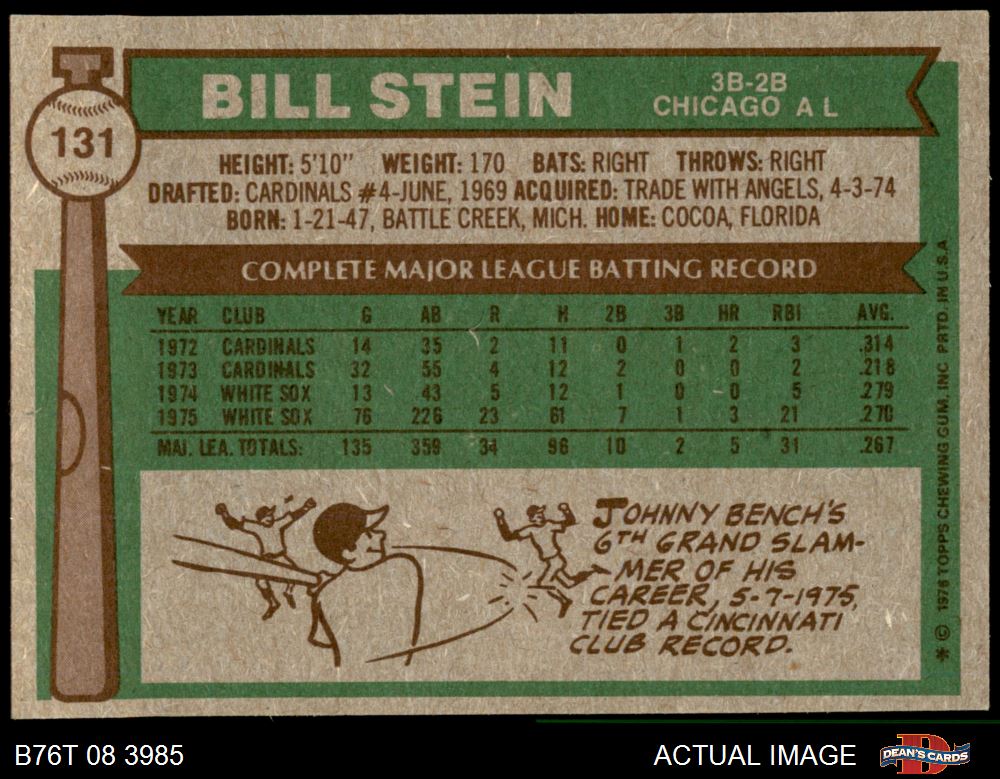 BILL STEIN
3B-2B
CHICAGO A L
131
HEIGHT: 5'10" WEIGHT: 170 BATS: RIGHT THROWS: RIGHT
DRAFTED: CARDINALS #4-JUNE, 1969 ACQUIRED: TRADE WITH ANGELS, 4-3-74
BORN: 1-21-47, BATTLE CREEK, MICH. HOME: COCOA, FLORIDA
COMPLETE MAJOR LEAGUE BATTING RECORD
YEAR CLUB G AB R H 2B 3B HR RBI AVG.
1972 CARDINALS 14 35 2 11 0 1 2 3 .314
1973 CARDINALS 32 55 4 12 2 0 0 2 .218
1974 WHITE SOX 13 43 5 12 1 0 0 5 .279
1975 WHITE SOX 76 226 23 61 7 1 3 21 .270
MAJ. LEA. TOTALS: 135 359 34 96 10 2 5 31 .267
JOHNNY BENCH'S
6TH GRAND SLAM-
MER OF HIS
CAREER, 5-7-1975,
TIED A CINCINNATI
CLUB RECORD.
* © 1976 TOPPS CHEWING GUM, INC. PRTD. IN U.S.A.
B76T 08 3985
ACTUAL IMAGE
DEAN'S CARDS